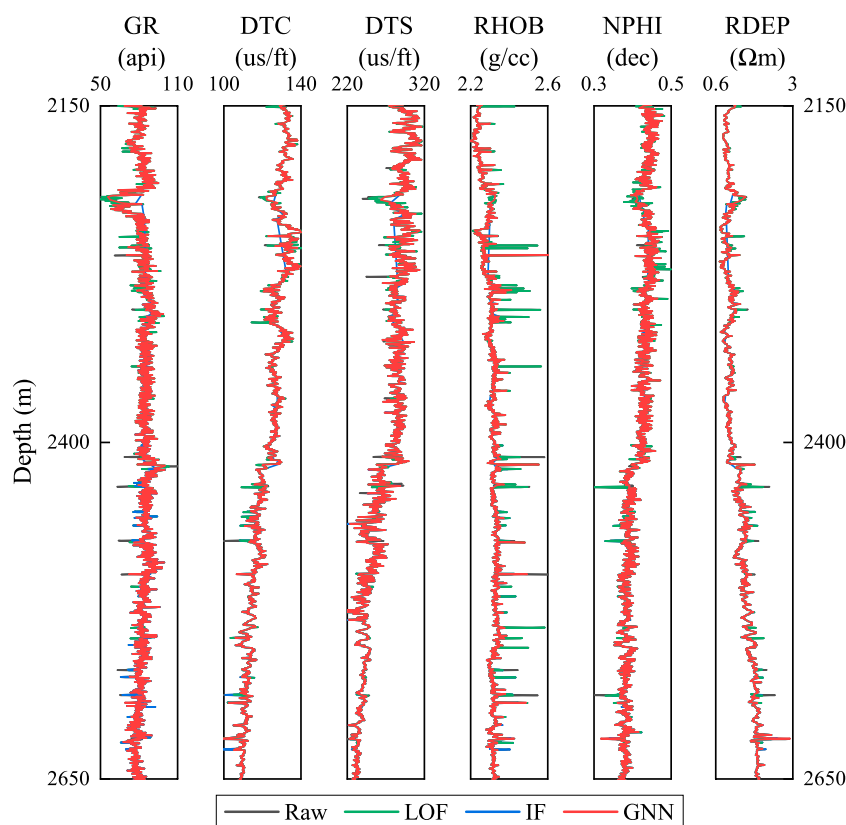 GR DTC DTS RHOB NPHI RDEP
(api) (us/ft) (us/ft) (g/cc) (dec) (Ωm)
50 110 100 140 220 320 2.2 2.6 0.3 0.5 0.6 3
2150 2150
Depth (m)
2400 2400
2650 2650
Raw LOF IF GNN